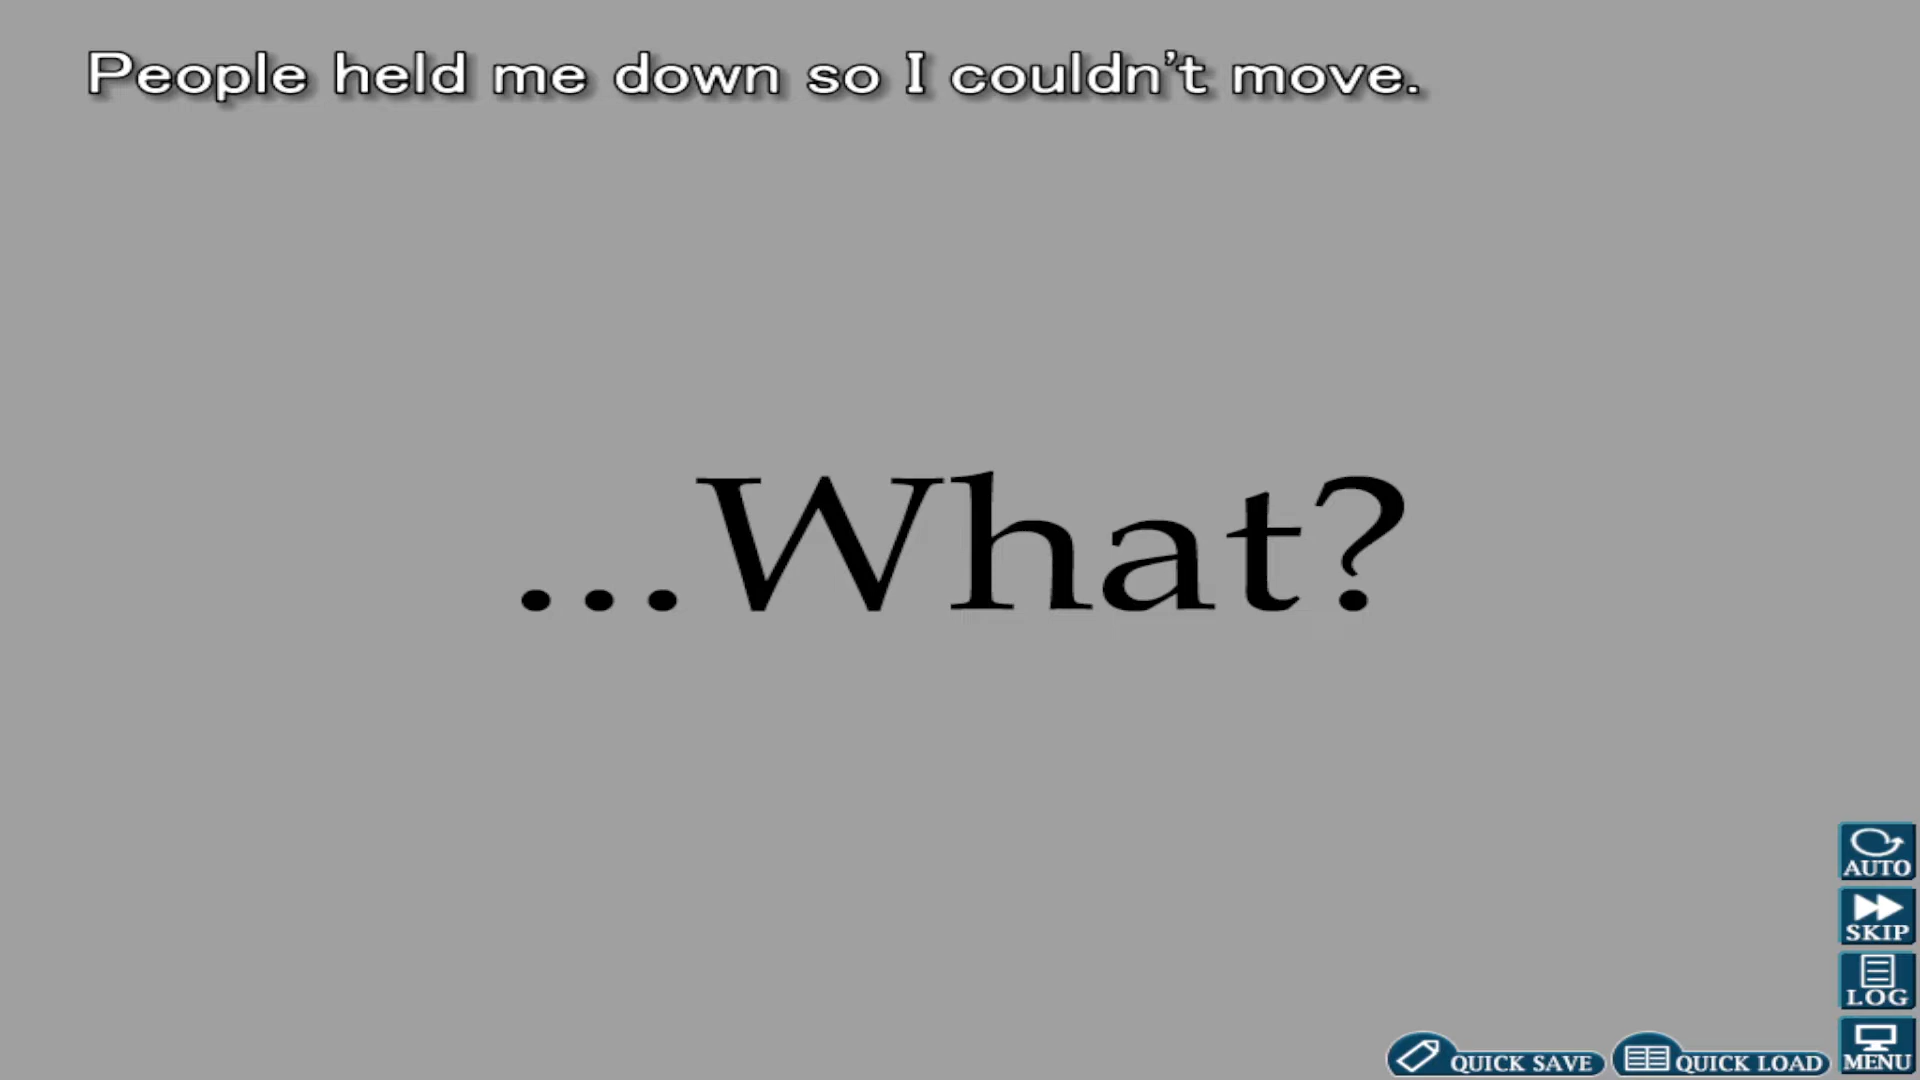 People held me down so I couldn't move.
...What?
AUTO
SKIP
LOG
MENU
QUICK SAVE
QUICK LOAD